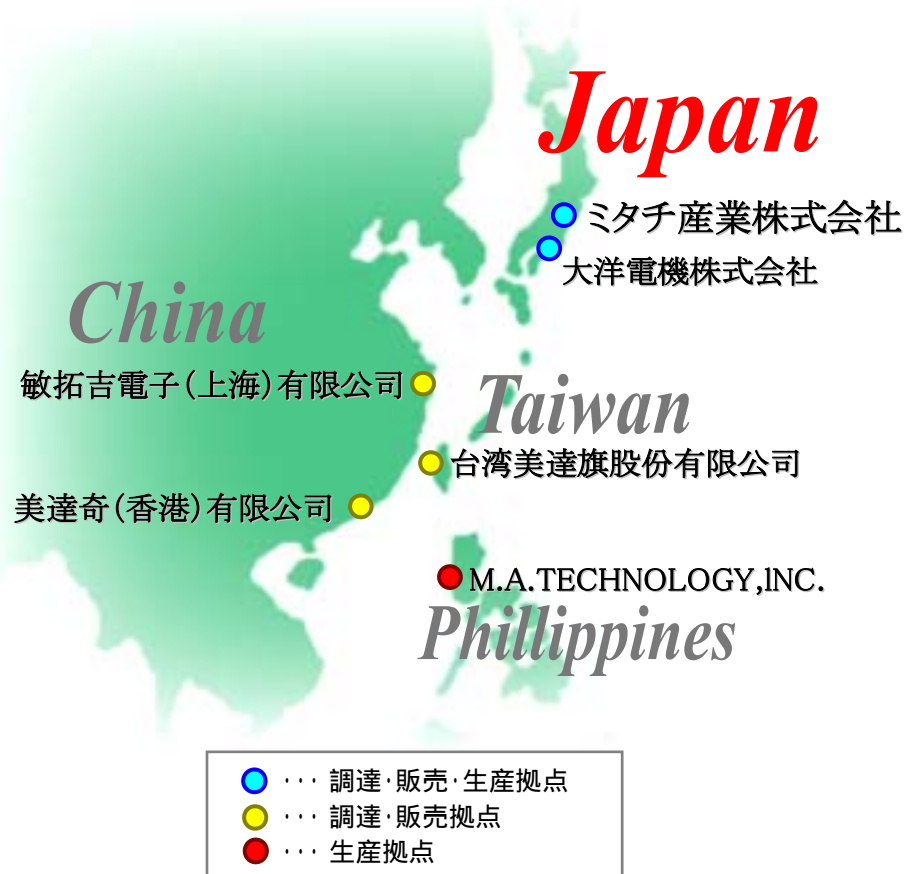 Japan
ミタチ産業株式会社
大洋電機株式会社
China
敏拓吉電子(上海)有限公司
Taiwan
台湾美達旗股份有限公司
美達奇(香港)有限公司
M.A.TECHNOLOGY,INC.
Phillippines
··· 調達·販売·生産拠点
··· 調達·販売拠点
··· 生産拠点